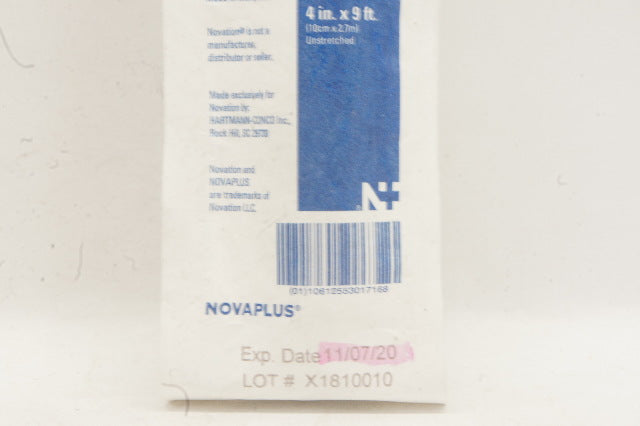 4 in. x 9 ft.
(10cm x 2.7m)
Unstretched
Novation® is not a
manufacturer,
distributor or seller.
Made exclusively for
Novation by:
HARTMANN-CONCO Inc.,
Rock Hill, SC 29730
Novation and
NOVAPLUS
are trademarks of
Novation LLC.
N+
NOVAPLUS®
Exp. Date 11/07/20
LOT # X1810010